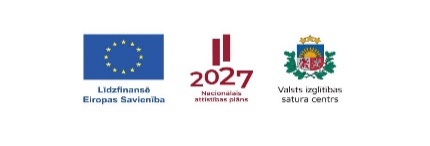 Līdzfinansē
Eiropas Savienība
2027
Nacionālais
attīstības plāns
Valsts izglītības
satura centrs